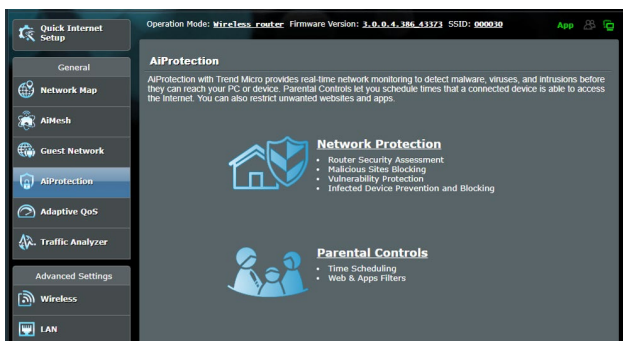 Quick Internet
Setup
General
Network Map
AiMesh
Guest Network
AiProtection
Adaptive QoS
Traffic Analyzer
Advanced Settings
Wireless
LAN
Operation Mode: Wireless router Firmware Version: 3.0.0.4.386_43373 SSID: 000030
App
AiProtection
AiProtection with Trend Micro provides real-time network monitoring to detect malware, viruses, and intrusions before
they can reach your PC or device. Parental Controls let you schedule times that a connected device is able to access
the Internet. You can also restrict unwanted websites and apps.
Network Protection
• Router Security Assessment
• Malicious Sites Blocking
• Vulnerability Protection
• Infected Device Prevention and Blocking
Parental Controls
• Time Scheduling
• Web & Apps Filters